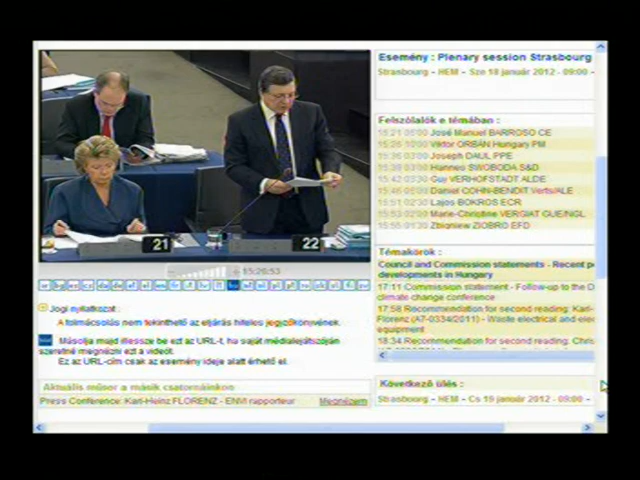 21
22
15:20:53
Jogi nyilatkozat:
A tolmácsolás nem tekinthető az eljárás hiteles jegyzőkönyvének.
Másolja majd illessze be ezt az URL-t, ha saját médialejátszóján
szeretné megnézni ezt a videót.
Ez az URL-cím csak az esemény ideje alatt érhető el.
Aktuális műsor a másik csatornáinkon
Press Conference: Karl-Heinz FLORENZ - ENVI rapporteur Megnézem
Esemény : Plenary session Strasbourg
Strasbourg - HEM - Sze 18 január 2012 - 09:00 -
Felszólalók e témában :
15:21 José Manuel BARROSO CE
15:26 Viktor ORBÁN Hungary PM
Joseph DAUL PPE
Hannes SWOBODA S&D
15:42 Guy VERHOFSTADT ALDE
15:46 Daniel COHN-BENDIT Verts/ALE
15:51 Lajos BOKROS ECR
15:53 Marie-Christine VERGIAT GUE/NGL
15:55 Zbigniew ZIOBRO EFD
Témakörök :
Council and Commission statements - Recent p
developments in Hungary
17:11 Commission statement - Follow-up to the D
climate change conference
17:58 Recommendation for second reading: Karl-
Florenz (A7-0334/2011) - Waste electrical and elec
equipment
18:34 Recommendation for second reading: Chris
Következő ülés :
Strasbourg - HEM - Cs 19 január 2012 - 09:00 -